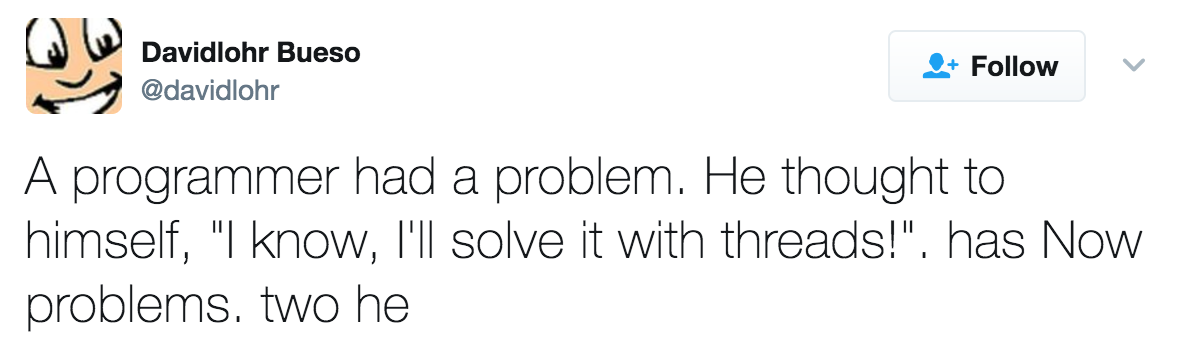 Davidlohr Bueso
@davidlohr
Follow
A programmer had a problem. He thought to
himself, "I know, I'll solve it with threads!". has Now
problems. two he